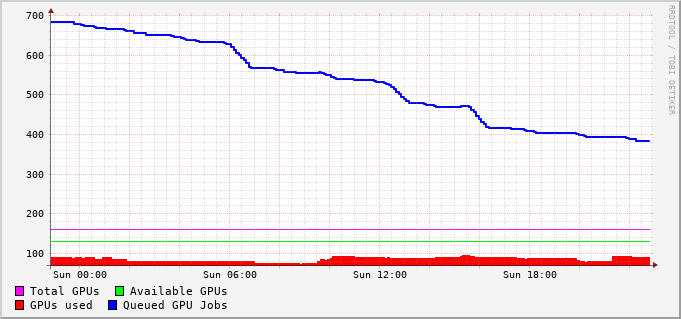 700
600
500
400
300
200
100
Sun 00:00 Sun 06:00 Sun 12:00 Sun 18:00
Total GPUs Available GPUs
GPUs used Queued GPU Jobs
RRDTOOL / TOBI OETIKER